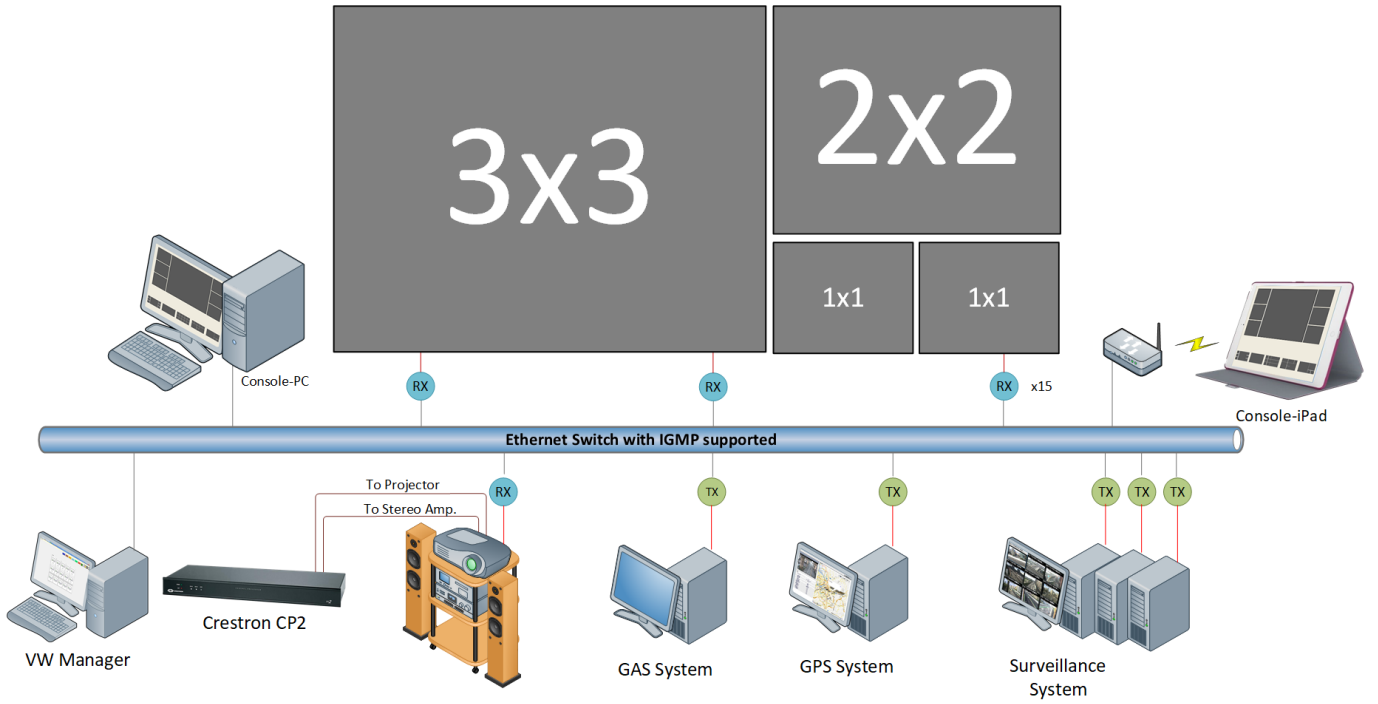 3x3
2x2
1x1
1x1
Console-PC
RX
RX
RX
x15
Console-iPad
Ethernet Switch with IGMP supported
To Projector
To Stereo Amp.
RX
TX
TX
TX
TX
TX
VW Manager
Crestron CP2
GAS System
GPS System
Surveillance
System